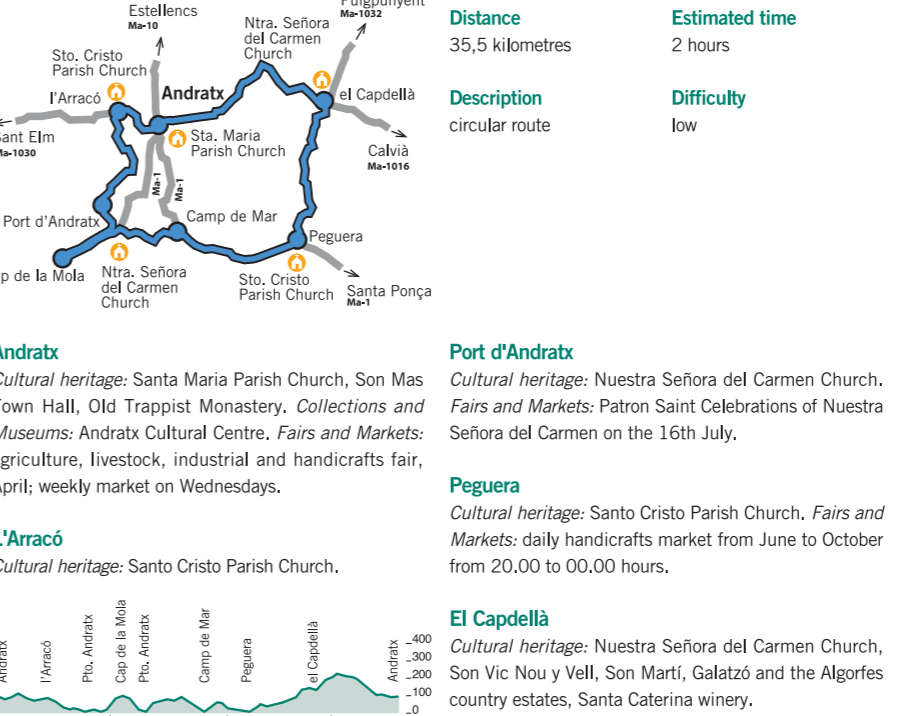 Estellencs
Ma-10
Ntra. Señora
del Carmen
Church
Ma-1032
Sto. Cristo
Parish Church
l'Arracó
Andratx
el Capdellà
Sta. Maria
Parish Church
Calvià
Ma-1016
Ma-1
Ma-1
Port d'Andratx
Camp de Mar
Peguera
Ntra. Señora
del Carmen
Church
Sto. Cristo
Parish Church
Santa Ponça
Ma-1
de la Mola
Distance
35,5 kilometres
Estimated time
2 hours
Description
circular route
Difficulty
low
Andratx
Cultural heritage: Santa Maria Parish Church, Son Mas
Town Hall, Old Trappist Monastery. Collections and
Museums: Andratx Cultural Centre. Fairs and Markets:
agriculture, livestock, industrial and handicrafts fair,
April; weekly market on Wednesdays.
L'Arracó
Cultural heritage: Santo Cristo Parish Church.
Andratx
l'Arracó
Pto. Andratx
Cap de la Mola
Pto. Andratx
Camp de Mar
Peguera
el Capdellà
Andratx
400
300
200
100
0
Port d'Andratx
Cultural heritage: Nuestra Señora del Carmen Church.
Fairs and Markets: Patron Saint Celebrations of Nuestra
Señora del Carmen on the 16th July.
Peguera
Cultural heritage: Santo Cristo Parish Church. Fairs and
Markets: daily handicrafts market from June to October
from 20.00 to 00.00 hours.
El Capdellà
Cultural heritage: Nuestra Señora del Carmen Church,
Son Vic Nou y Vell, Son Martí, Galatzó and the Algorfes
country estates, Santa Caterina winery.